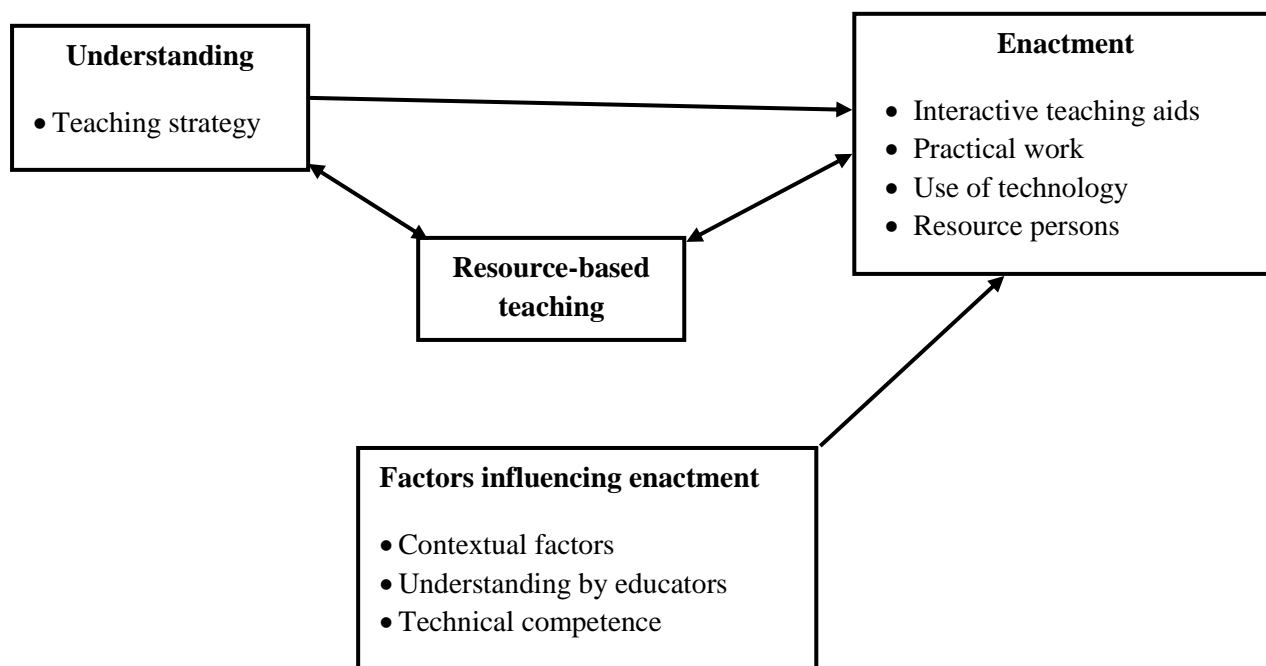 Understanding
• Teaching strategy
Enactment
• Interactive teaching aids
• Practical work
• Use of technology
• Resource persons
Resource-based
teaching
Factors influencing enactment
• Contextual factors
• Understanding by educators
• Technical competence